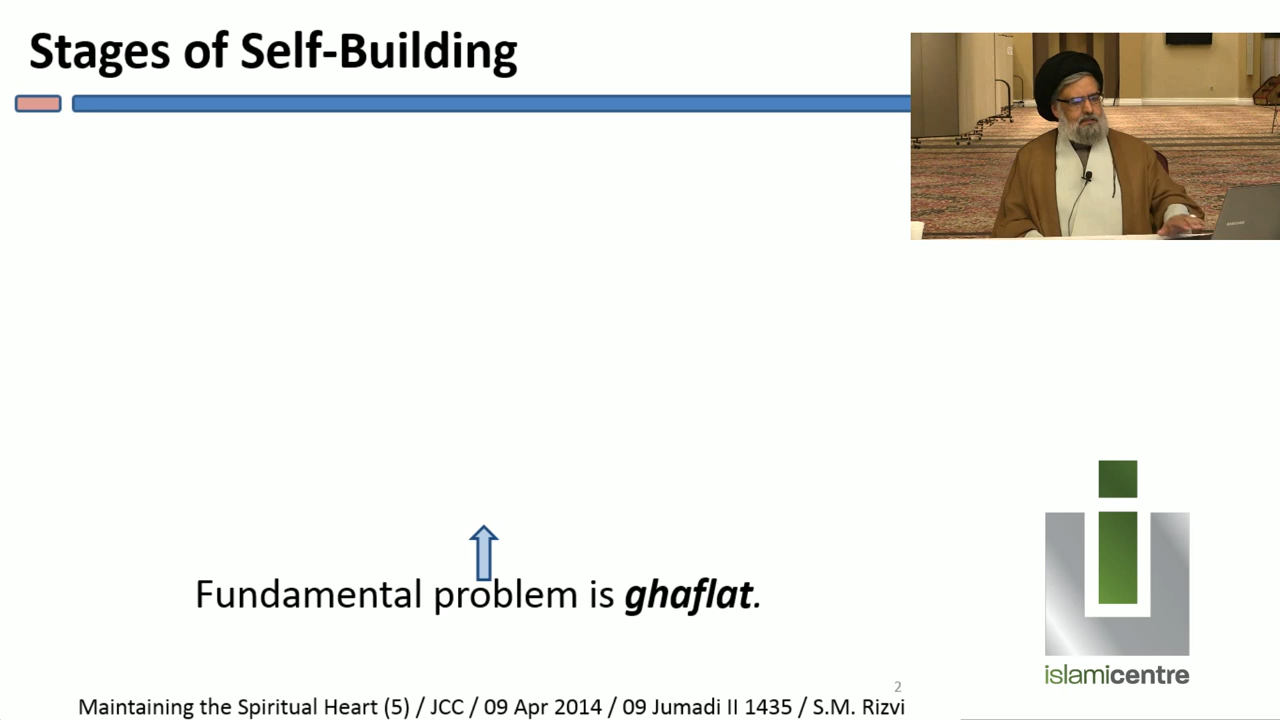 Stages of Self-Building
SAMSUNG
Fundamental problem is ghaflat.
islamicentre
2
Maintaining the Spiritual Heart (5) / JCC / 09 Apr 2014 / 09 Jumadi II 1435 / S.M. Rizvi